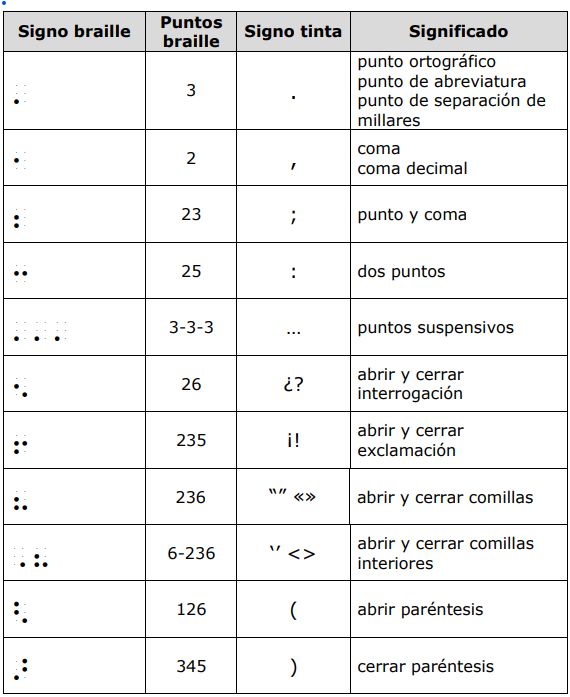 Signo braille Puntos braille Signo tinta Significado
⠄ 3 . punto ortográfico
punto de abreviatura
punto de separación de
millares
⠂ 2 , coma
coma decimal
⠆ 23 ; punto y coma
⠒ 25 : dos puntos
⠄⠄⠄ 3-3-3 … puntos suspensivos
⠢ 26 ¿? abrir y cerrar
interrogación
⠖ 235 ¡! abrir y cerrar
exclamación
⠦ 236 “” «» abrir y cerrar comillas
⠠⠦ 6-236 ‘’ <> abrir y cerrar comillas
interiores
⠣ 126 ( abrir paréntesis
⠜ 345 ) cerrar paréntesis